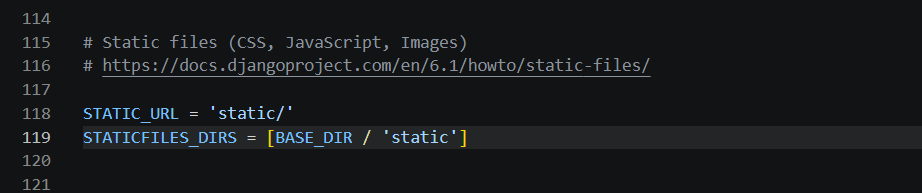 114
115 # Static files (CSS, JavaScript, Images)
116 # https://docs.djangoproject.com/en/6.1/howto/static-files/
117
118 STATIC_URL = 'static/'
119 STATICFILES_DIRS = [BASE_DIR / 'static']
120
121